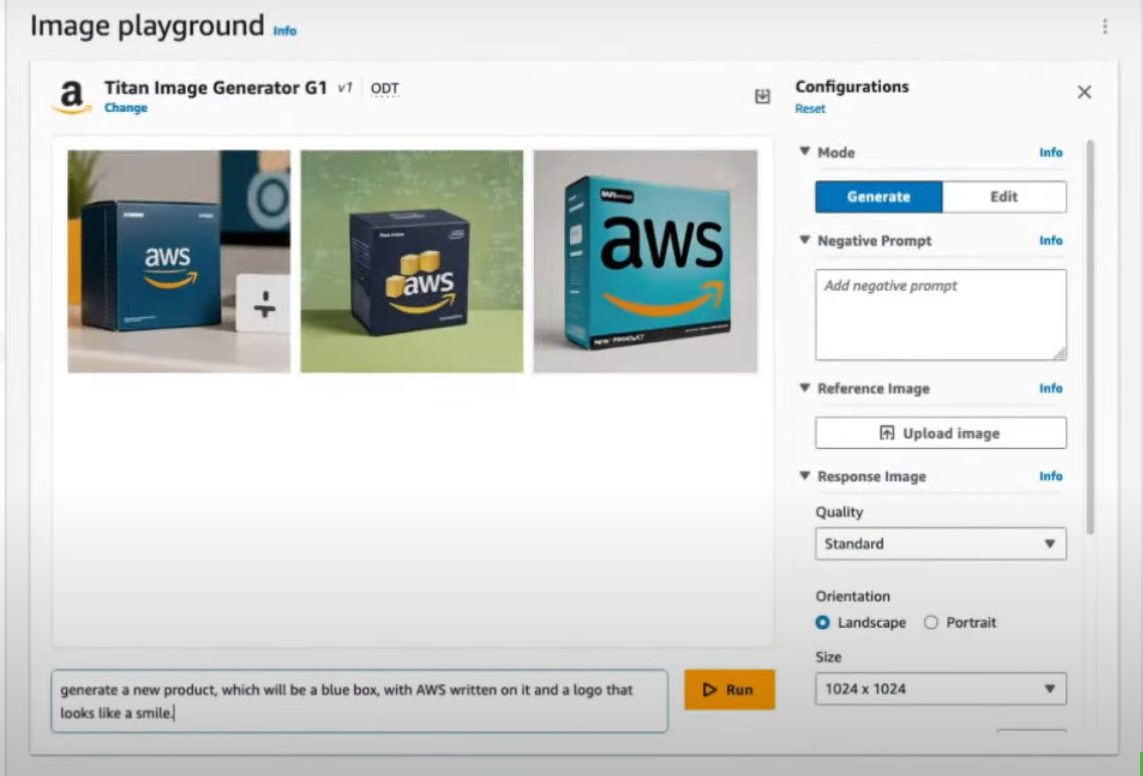 Image playground Info
Titan Image Generator G1 v1 ODT
Change
aws
aws
aws
NEW PRODUCT
generate a new product, which will be a blue box, with AWS written on it and a logo that
looks like a smile.
Run
Configurations
Reset
Mode Info
Generate Edit
Negative Prompt Info
Add negative prompt
Reference Image Info
Upload image
Response Image Info
Quality
Standard
Orientation
Landscape Portrait
Size
1024 x 1024